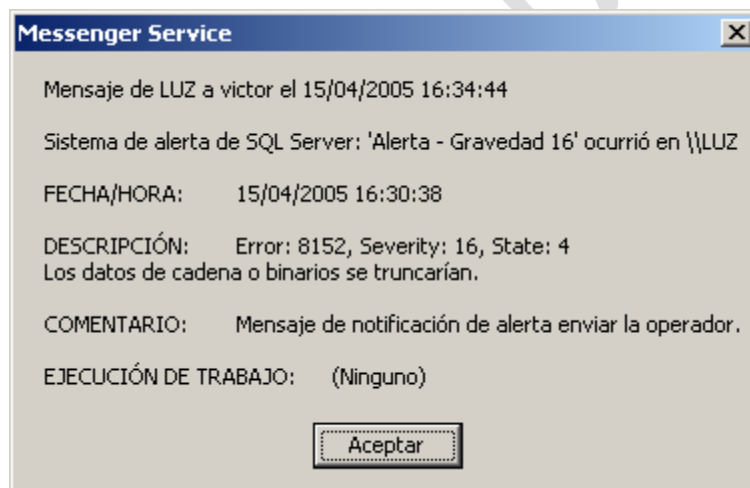 Messenger Service
Mensaje de LUZ a victor el 15/04/2005 16:34:44
Sistema de alerta de SQL Server: 'Alerta - Gravedad 16' ocurrió en \\LUZ
FECHA/HORA: 15/04/2005 16:30:38
DESCRIPCIÓN: Error: 8152, Severity: 16, State: 4
Los datos de cadena o binarios se truncarían.
COMENTARIO: Mensaje de notificación de alerta enviar la operador.
EJECUCIÓN DE TRABAJO: (Ninguno)
Aceptar